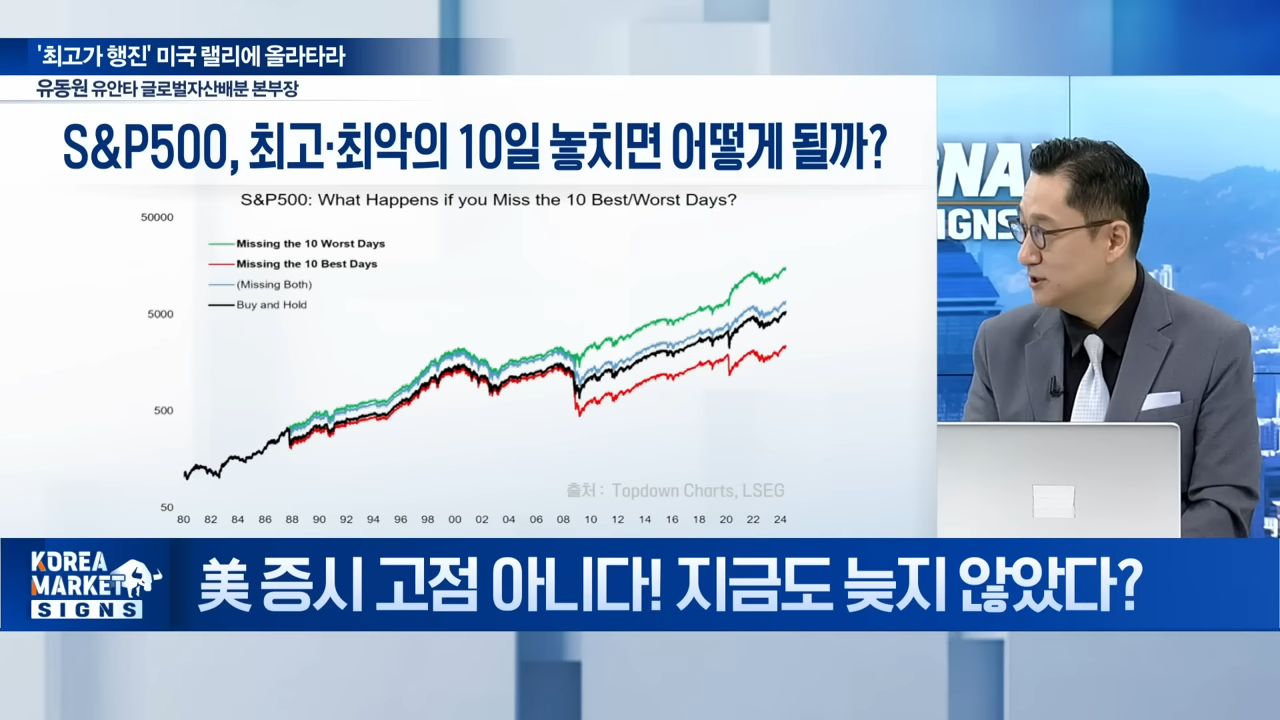 '최고가 행진' 미국 랠리에 올라타라
유동원 유안타 글로벌자산배분 본부장
S&P500, 최고·최악의 10일 놓치면 어떻게 될까?
S&P500: What Happens if you Miss the 10 Best/Worst Days?
50000
5000
500
50
Missing the 10 Worst Days
Missing the 10 Best Days
(Missing Both)
Buy and Hold
출처 : Topdown Charts, LSEG
80 82 84 86 88 90 92 94 96 98 00 02 04 06 08 10 12 14 16 18 20 22 24
KOREA
MARKET
SIGNS
美 증시 고점 아니다! 지금도 늦지 않았다?